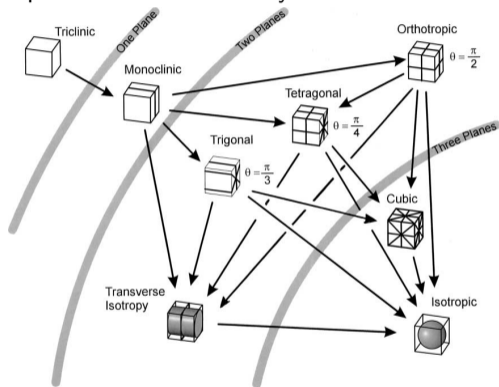 Triclinic
One Plane
Two Planes
Orthotropic
θ = π/2
Monoclinic
Tetragonal
θ = π/4
Three Planes
Trigonal
θ = π/3
Cubic
Transverse
Isotropy
Isotropic